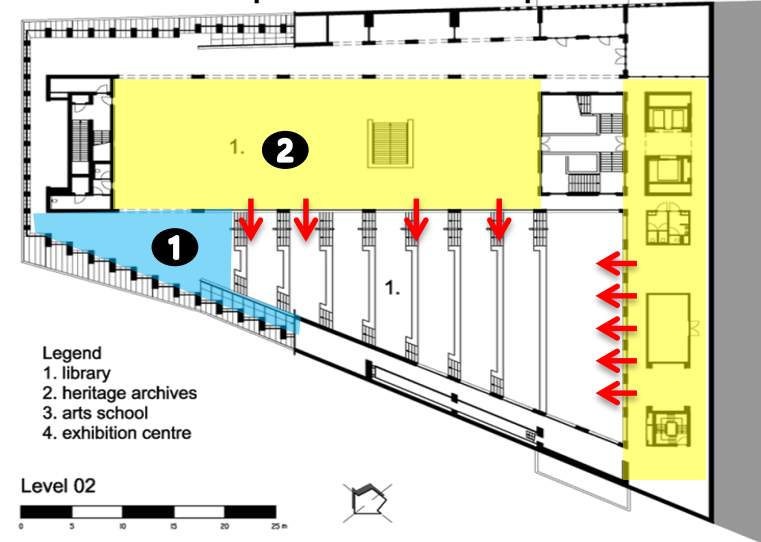 1.
2
1
1.
Legend
1. library
2. heritage archives
3. arts school
4. exhibition centre
Level 02
0 5 10 15 20 25 m